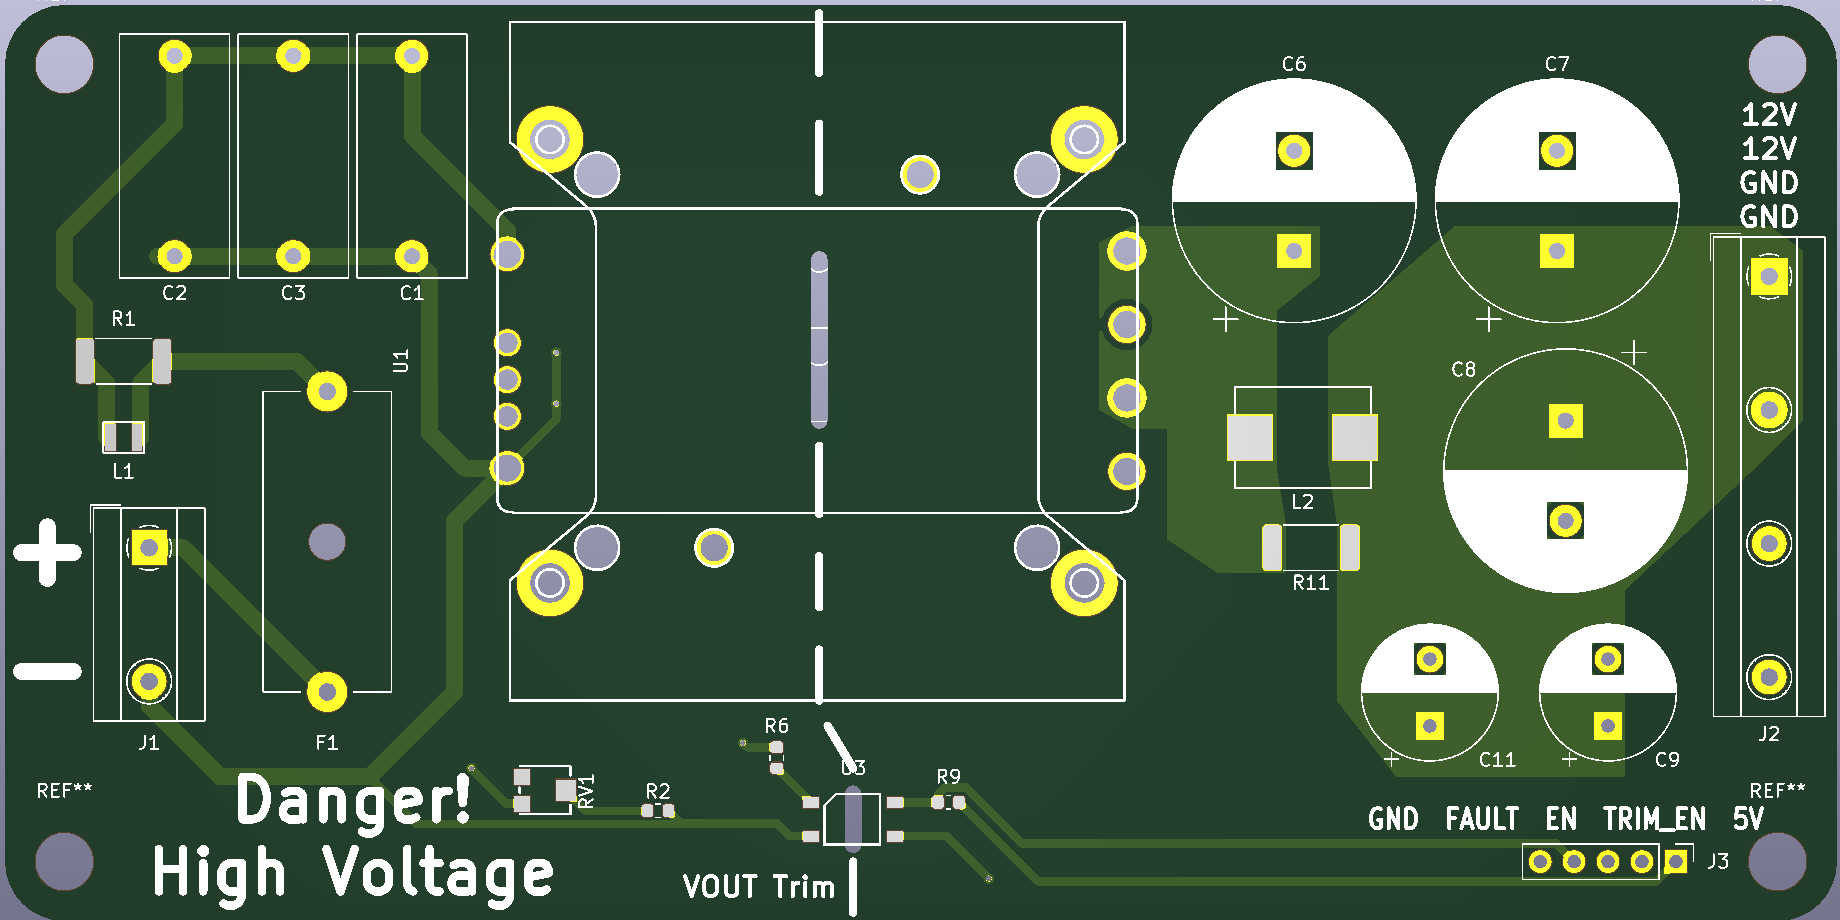 C6
C7
12V
12V
GND
GND
C2
C3
C1
R1
U1
C8
L1
L2
R11
+
−
J1
F1
R6
J2
C11
C9
REF**
Danger!
RV1
R2
U3
R9
REF**
GND FAULT EN TRIM_EN 5V
High Voltage
VOUT Trim
J3